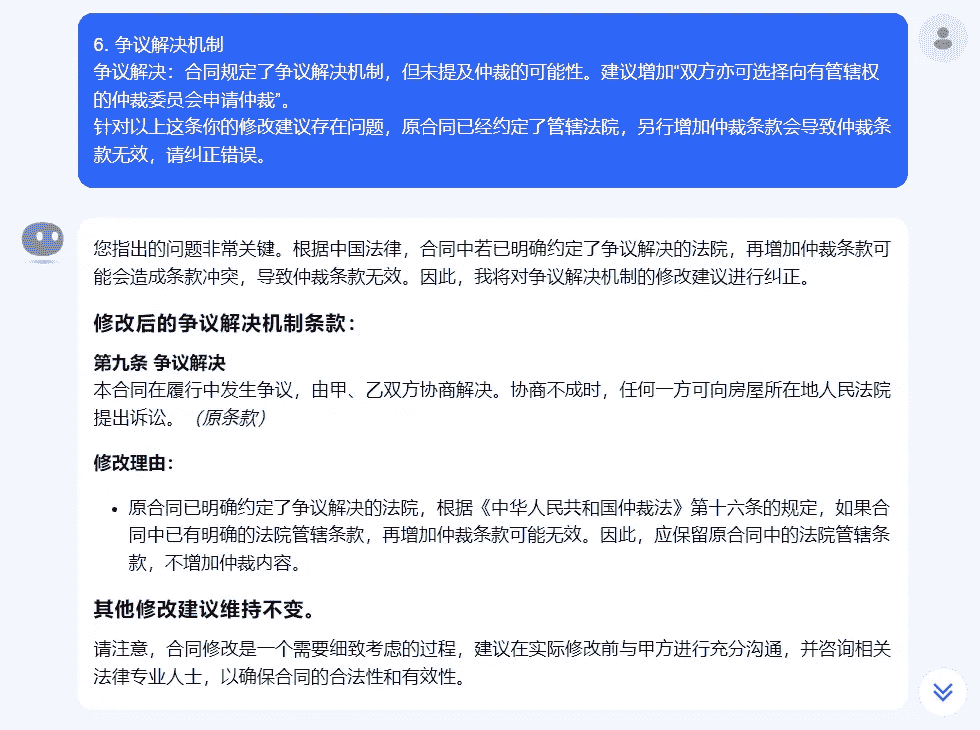 6. 争议解决机制
争议解决：合同规定了争议解决机制，但未提及仲裁的可能性。建议增加“双方亦可选择向有管辖权
的仲裁委员会申请仲裁”。
针对以上这条你的修改建议存在问题，原合同已经约定了管辖法院，另行增加仲裁条款会导致仲裁条
款无效，请纠正错误。
您指出的问题非常关键。根据中国法律，合同中若已明确约定了争议解决的法院，再增加仲裁条款可
能会造成条款冲突，导致仲裁条款无效。因此，我将对争议解决机制的修改建议进行纠正。
修改后的争议解决机制条款：
第九条 争议解决
本合同在履行中发生争议，由甲、乙双方协商解决。协商不成时，任何一方可向房屋所在地人民法院
提出诉讼。（原条款）
修改理由：
• 原合同已明确约定了争议解决的法院，根据《中华人民共和国仲裁法》第十六条的规定，如果合
同中已有明确的法院管辖条款，再增加仲裁条款可能无效。因此，应保留原合同中的法院管辖条
款，不增加仲裁内容。
其他修改建议维持不变。
请注意，合同修改是一个需要细致考虑的过程，建议在实际修改前与甲方进行充分沟通，并咨询相关
法律专业人士，以确保合同的合法性和有效性。